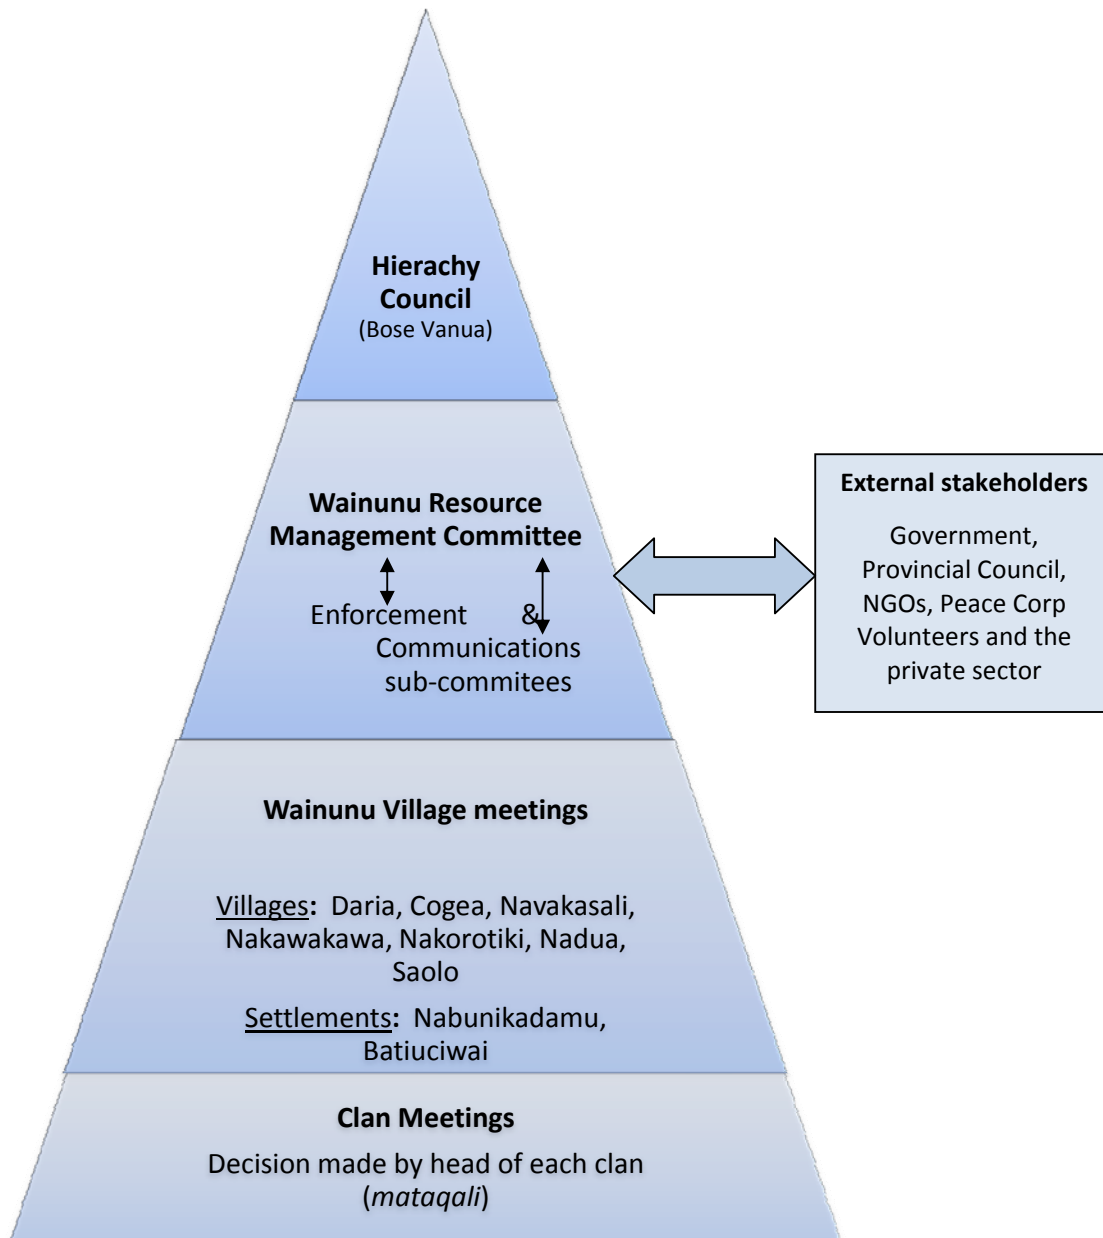 Hierachy
Council
(Bose Vanua)
Wainunu Resource
Management Committee
Enforcement &
Communications
sub-commitees
External stakeholders
Government,
Provincial Council,
NGOs, Peace Corp
Volunteers and the
private sector
Wainunu Village meetings
Villages: Daria, Cogea, Navakasali,
Nakawakawa, Nakorotiki, Nadua,
Saolo
Settlements: Nabunikadamu,
Batiuciwai
Clan Meetings
Decision made by head of each clan
(mataqali)